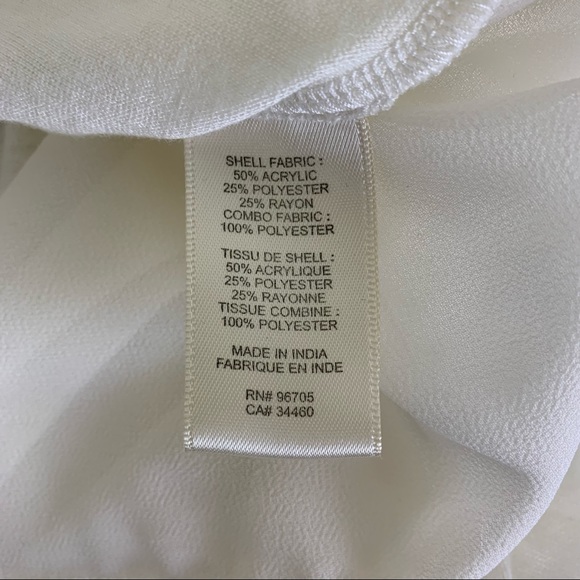 SHELL FABRIC :
50% ACRYLIC
25% POLYESTER
25% RAYON
COMBO FABRIC :
100% POLYESTER
TISSU DE SHELL :
50% ACRYLIQUE
25% POLYESTER
25% RAYONNE
TISSUE COMBINE :
100% POLYESTER
MADE IN INDIA
FABRIQUE EN INDE
RN# 96705
CA# 34460